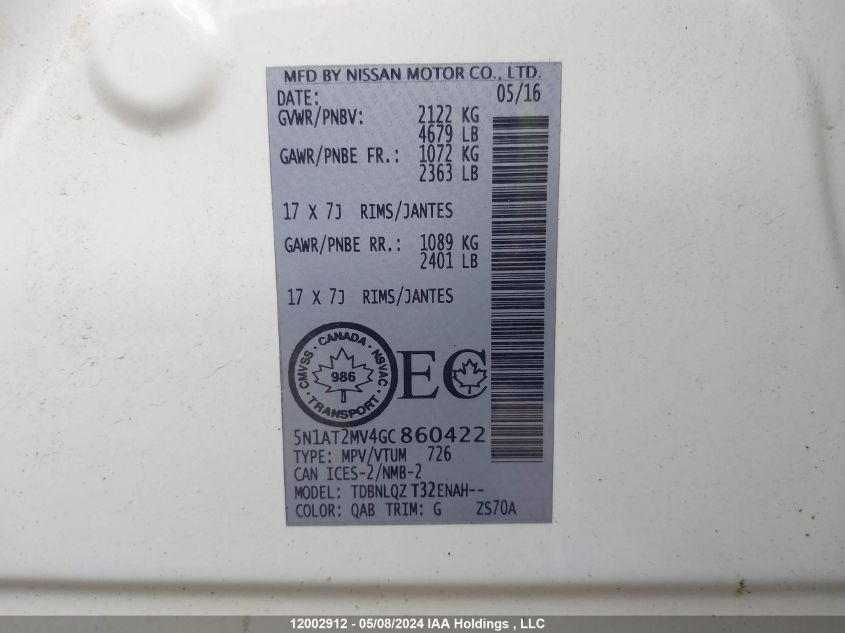 MFD BY NISSAN MOTOR CO., LTD.
DATE: 05/16
GVWR/PNBV: 2122 KG
4679 LB
GAWR/PNBE FR.: 1072 KG
2363 LB
17 X 7J RIMS/JANTES
GAWR/PNBE RR.: 1089 KG
2401 LB
17 X 7J RIMS/JANTES
CMVSS · CANADA · NSVAC · TRANSPORT ·
986
EC
5N1AT2MV4GC860422
TYPE: MPV/VTUM 726
CAN ICES-2/NMB-2
MODEL: TDBNLQZ T32ENAH--
COLOR: QAB TRIM: G ZS70A
12002912 - 05/08/2024 IAA Holdings , LLC